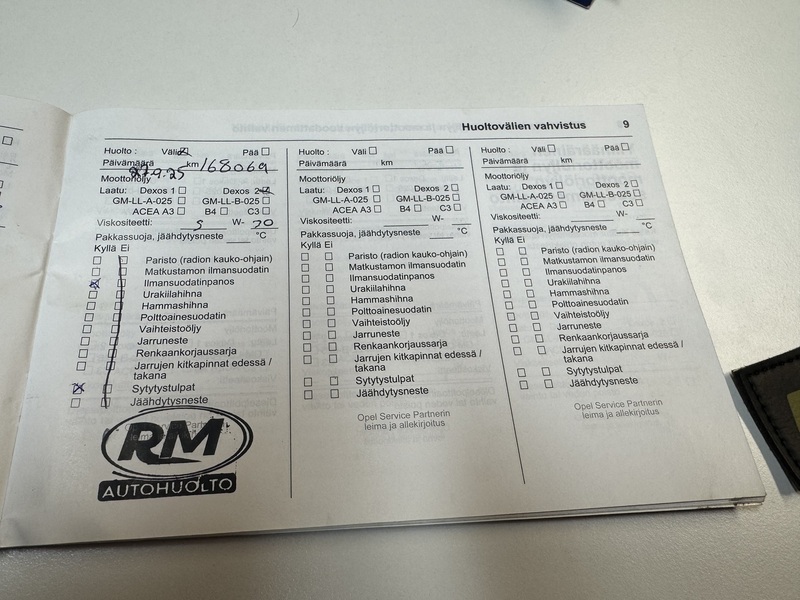 Huoltovälien vahvistus 9
Huolto : Väli Pää
Päivämäärä km 168069
27.9.25
Moottoriöljy
Laatu: Dexos 1 Dexos 2
GM-LL-A-025 GM-LL-B-025
ACEA A3 B4 C3
Viskositeetti: 5 W- 30
Pakkassuoja, jäähdytysneste °C
Kyllä Ei
Paristo (radion kauko-ohjain)
Matkustamon ilmansuodatin
Ilmansuodatinpanos
Urakiilahihna
Hammashihna
Polttoainesuodatin
Vaihteistoöljy
Jarruneste
Renkaankorjaussarja
Jarrujen kitkapinnat edessä /
takana
Sytytystulpat
Jäähdytysneste
RM
AUTOHUOLTO
Huolto : Väli Pää
Päivämäärä km
Moottoriöljy
Laatu: Dexos 1 Dexos 2
GM-LL-A-025 GM-LL-B-025
ACEA A3 B4 C3
Viskositeetti: W-
Pakkassuoja, jäähdytysneste °C
Kyllä Ei
Paristo (radion kauko-ohjain)
Matkustamon ilmansuodatin
Ilmansuodatinpanos
Urakiilahihna
Hammashihna
Polttoainesuodatin
Vaihteistoöljy
Jarruneste
Renkaankorjaussarja
Jarrujen kitkapinnat edessä /
takana
Sytytystulpat
Jäähdytysneste
Opel Service Partnerin
leima ja allekirjoitus
Huolto : Väli Pää
Päivämäärä km
Moottoriöljy
Laatu: Dexos 1 Dexos 2
GM-LL-A-025 GM-LL-B-025
ACEA A3 B4 C3
Viskositeetti: W-
Pakkassuoja, jäähdytysneste °C
Kyllä Ei
Paristo (radion kauko-ohjain)
Matkustamon ilmansuodatin
Ilmansuodatinpanos
Urakiilahihna
Hammashihna
Polttoainesuodatin
Vaihteistoöljy
Jarruneste
Renkaankorjaussarja
Jarrujen kitkapinnat edessä /
takana
Sytytystulpat
Jäähdytysneste
Opel Service Partnerin
leima ja allekirjoitus